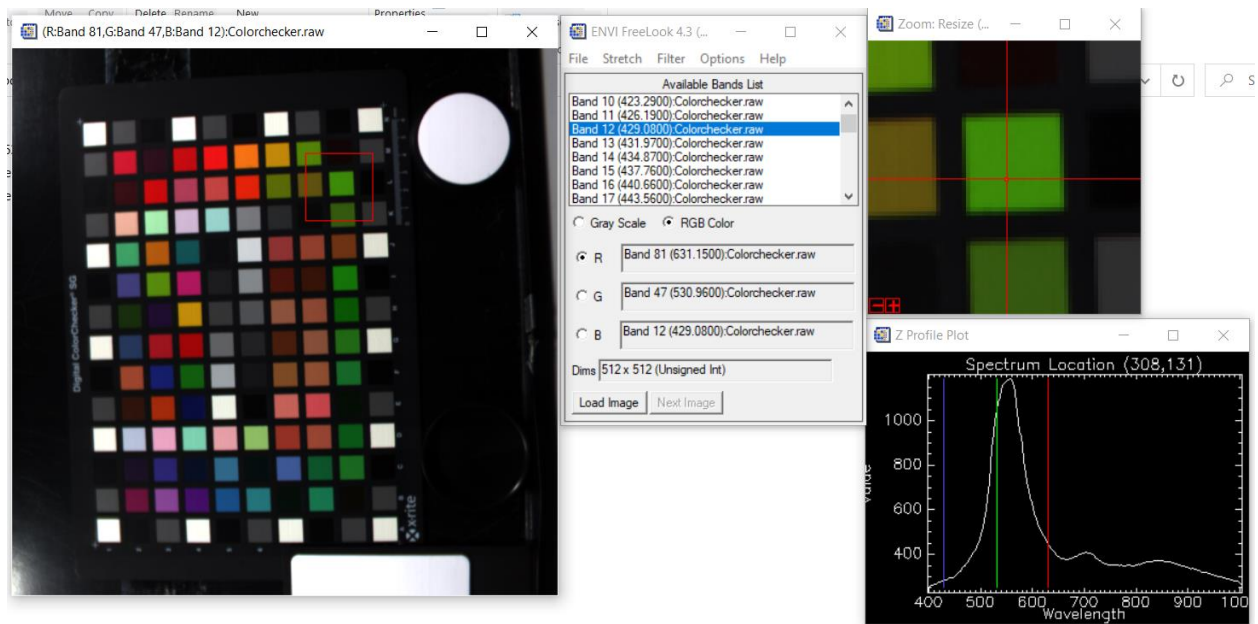 Move Copy Delete Rename New Properties
(R:Band 81,G:Band 47,B:Band 12):Colorchecker.raw
Digital ColorChecker® SG
x-rite
ENVI FreeLook 4.3 (...
File Stretch Filter Options Help
Available Bands List
Band 10 (423.2900):Colorchecker.raw
Band 11 (426.1900):Colorchecker.raw
Band 12 (429.0800):Colorchecker.raw
Band 13 (431.9700):Colorchecker.raw
Band 14 (434.8700):Colorchecker.raw
Band 15 (437.7600):Colorchecker.raw
Band 16 (440.6600):Colorchecker.raw
Band 17 (443.5600):Colorchecker.raw
Gray Scale RGB Color
R Band 81 (631.1500):Colorchecker.raw
G Band 47 (530.9600):Colorchecker.raw
B Band 12 (429.0800):Colorchecker.raw
Dims 512 x 512 (Unsigned Int)
Load Image Next Image
Zoom: Resize (...
S
Z Profile Plot
Spectrum Location (308,131)
Value
1000
800
600
400
400 500 600 700 800 900 100
Wavelength